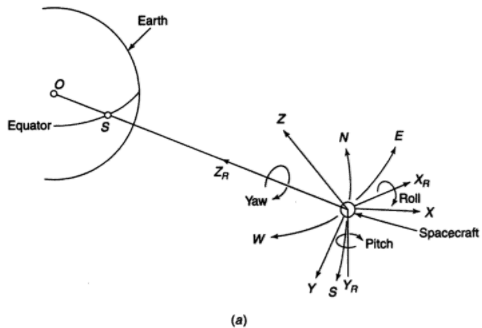 Earth
O
Equator
S
Z
N
E
Z_R
X_R
Yaw
Roll
X
Spacecraft
W
Pitch
Y
S
Y_R
(a)